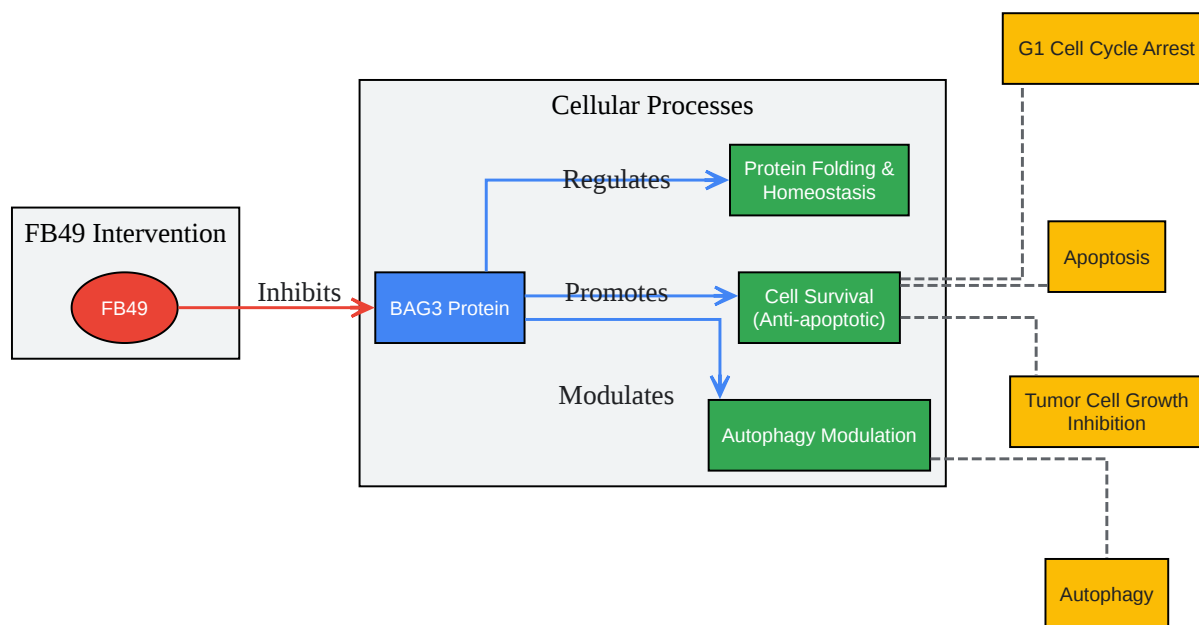 G1 Cell Cycle Arrest
Cellular Processes
Regulates
Protein Folding &
Homeostasis
FB49 Intervention
FB49
Inhibits
BAG3 Protein
Promotes
Cell Survival
(Anti-apoptotic)
Apoptosis
Modulates
Autophagy Modulation
Tumor Cell Growth
Inhibition
Autophagy